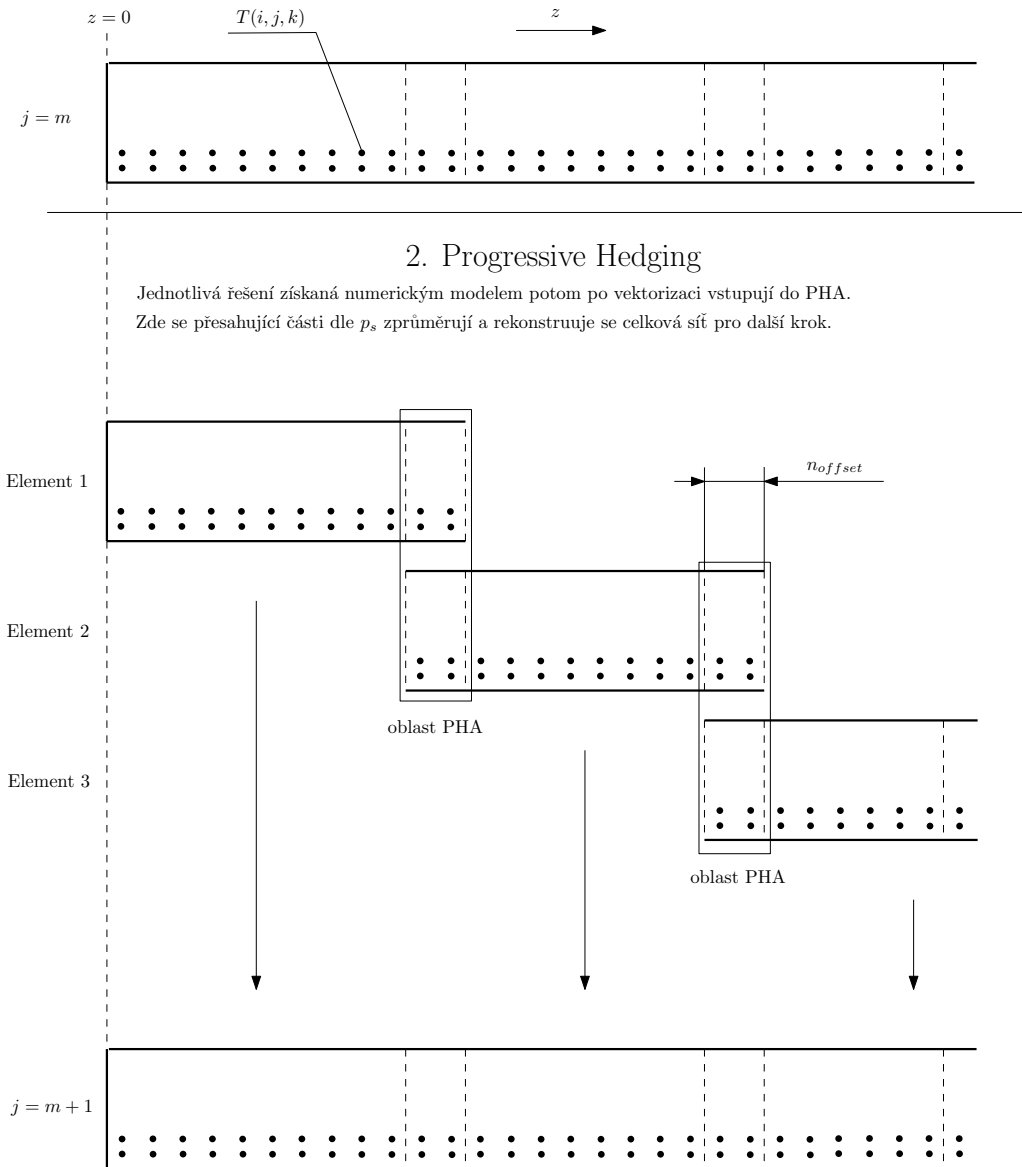 z = 0
T(i, j, k)
z
j = m
2. Progressive Hedging
Jednotlivá řešení získaná numerickým modelem potom po vektorizaci vstupují do PHA.
Zde se přesahující části dle p_s zprůměrují a rekonstruuje se celková síť pro další krok.
Element 1
n_{offset}
Element 2
oblast PHA
Element 3
oblast PHA
j = m + 1